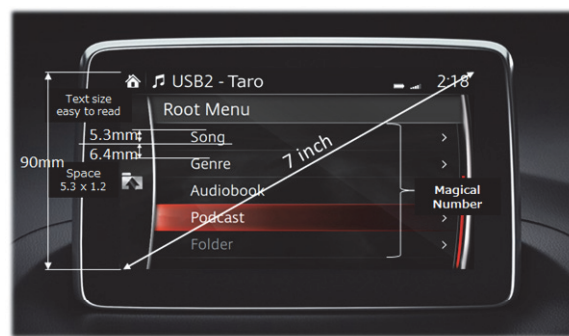 USB2 - Taro
2:18
Text size
easy to read
Root Menu
5.3mm
Song
7 inch
90mm
6.4mm
Genre
Space
5.3 x 1.2
Audiobook
Magical
Number
Podcast
Folder